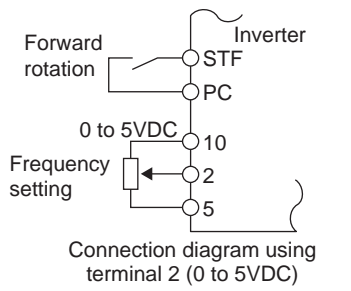 Inverter
Forward
rotation
STF
PC
0 to 5VDC
10
Frequency
setting
2
5
Connection diagram using
terminal 2 (0 to 5VDC)